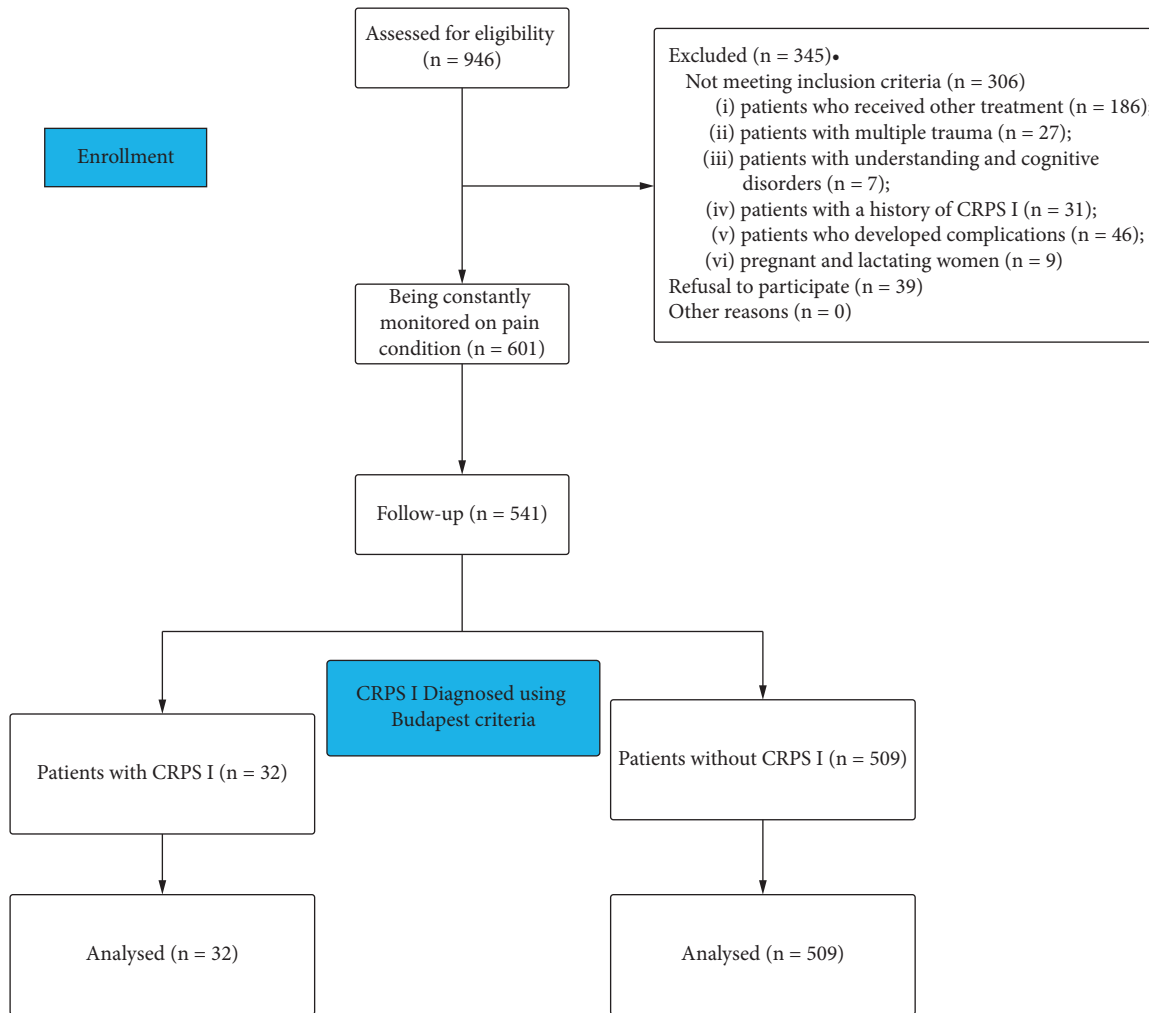 Assessed for eligibility
(n = 946)
Excluded (n = 345)•
Not meeting inclusion criteria (n = 306)
(i) patients who received other treatment (n = 186);
(ii) patients with multiple trauma (n = 27);
(iii) patients with understanding and cognitive
disorders (n = 7);
(iv) patients with a history of CRPS I (n = 31);
(v) patients who developed complications (n = 46);
(vi) pregnant and lactating women (n = 9)
Refusal to participate (n = 39)
Other reasons (n = 0)
Enrollment
Being constantly
monitored on pain
condition (n = 601)
Follow-up (n = 541)
CRPS I Diagnosed using
Budapest criteria
Patients with CRPS I (n = 32)
Patients without CRPS I (n = 509)
Analysed (n = 32)
Analysed (n = 509)